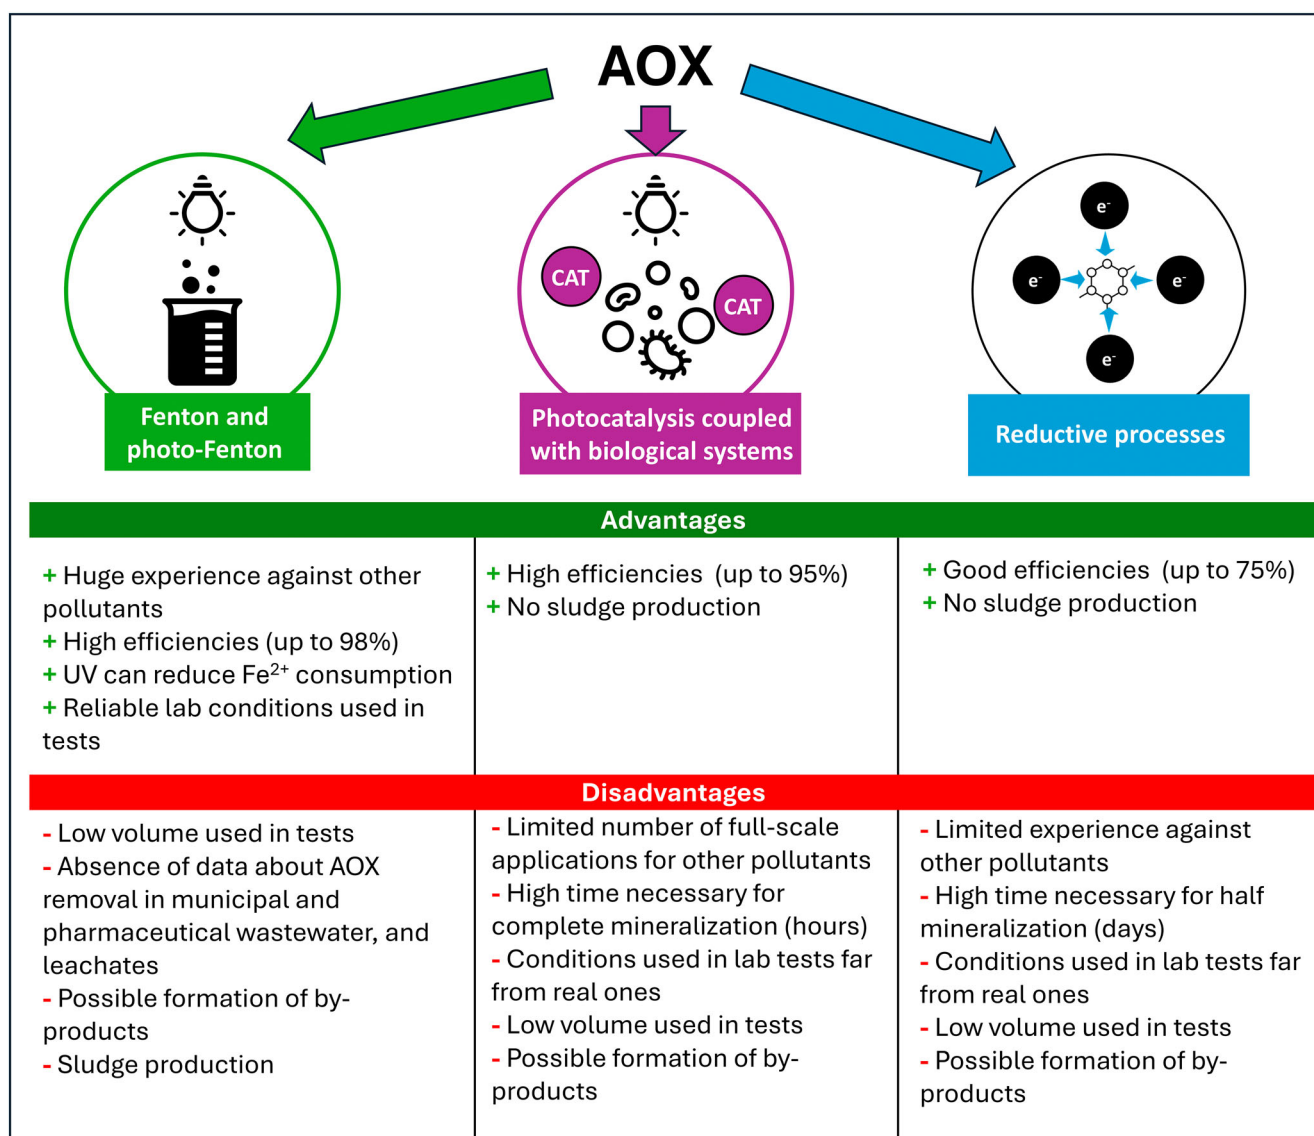 AOX
CAT
CAT
e-
e-
e-
e-
Fenton and
photo-Fenton
Photocatalysis coupled
with biological systems
Reductive processes
Advantages
+ Huge experience against other
pollutants
+ High efficiencies (up to 98%)
+ UV can reduce Fe²⁺ consumption
+ Reliable lab conditions used in
tests
+ High efficiencies (up to 95%)
+ No sludge production
+ Good efficiencies (up to 75%)
+ No sludge production
Disadvantages
- Low volume used in tests
- Absence of data about AOX
removal in municipal and
pharmaceutical wastewater, and
leachates
- Possible formation of by-
products
- Sludge production
- Limited number of full-scale
applications for other pollutants
- High time necessary for
complete mineralization (hours)
- Conditions used in lab tests far
from real ones
- Low volume used in tests
- Possible formation of by-
products
- Limited experience against
other pollutants
- High time necessary for half
mineralization (days)
- Conditions used in lab tests far
from real ones
- Low volume used in tests
- Possible formation of by-
products